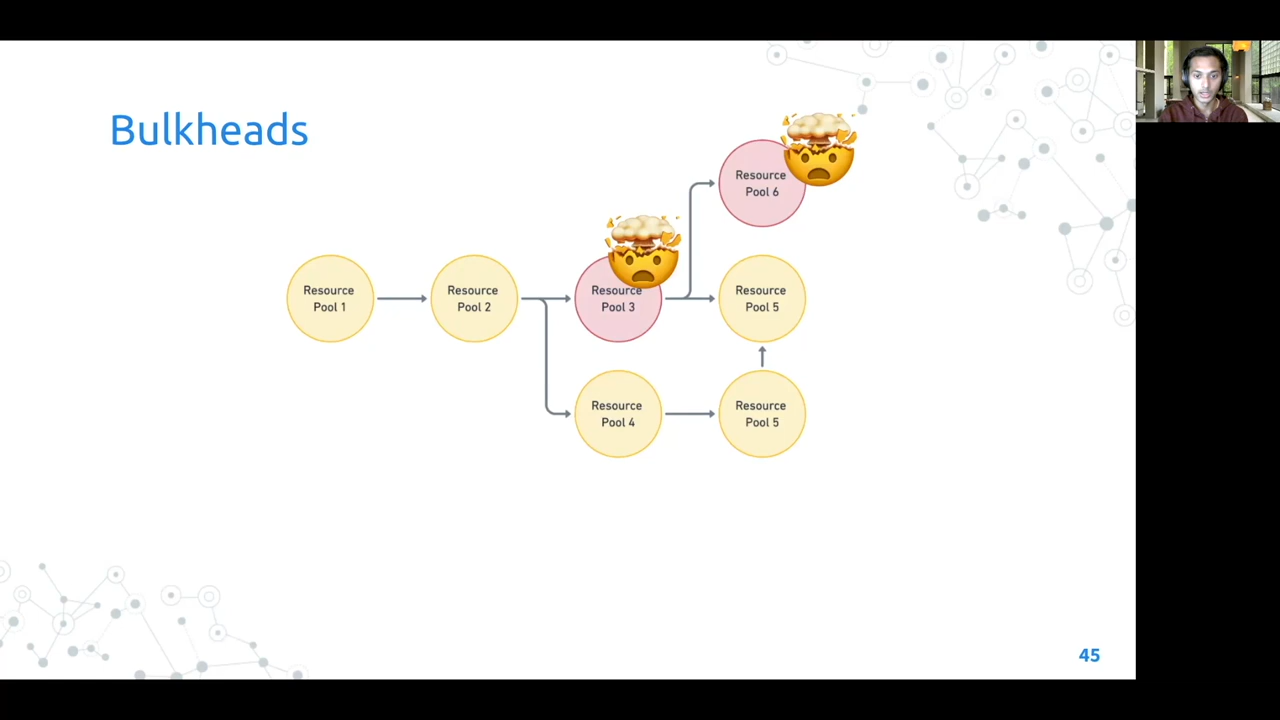 Bulkheads
Resource
Pool 6
Resource
Pool 1
Resource
Pool 2
Resource
Pool 3
Resource
Pool 5
Resource
Pool 4
Resource
Pool 5
45